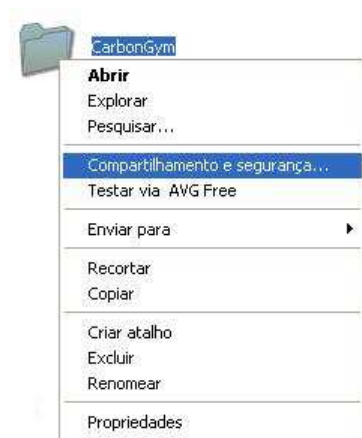 CarbonGym
Abrir
Explorar
Pesquisar...
Compartilhamento e segurança...
Testar via AVG Free
Enviar para
Recortar
Copiar
Criar atalho
Excluir
Renomear
Propriedades